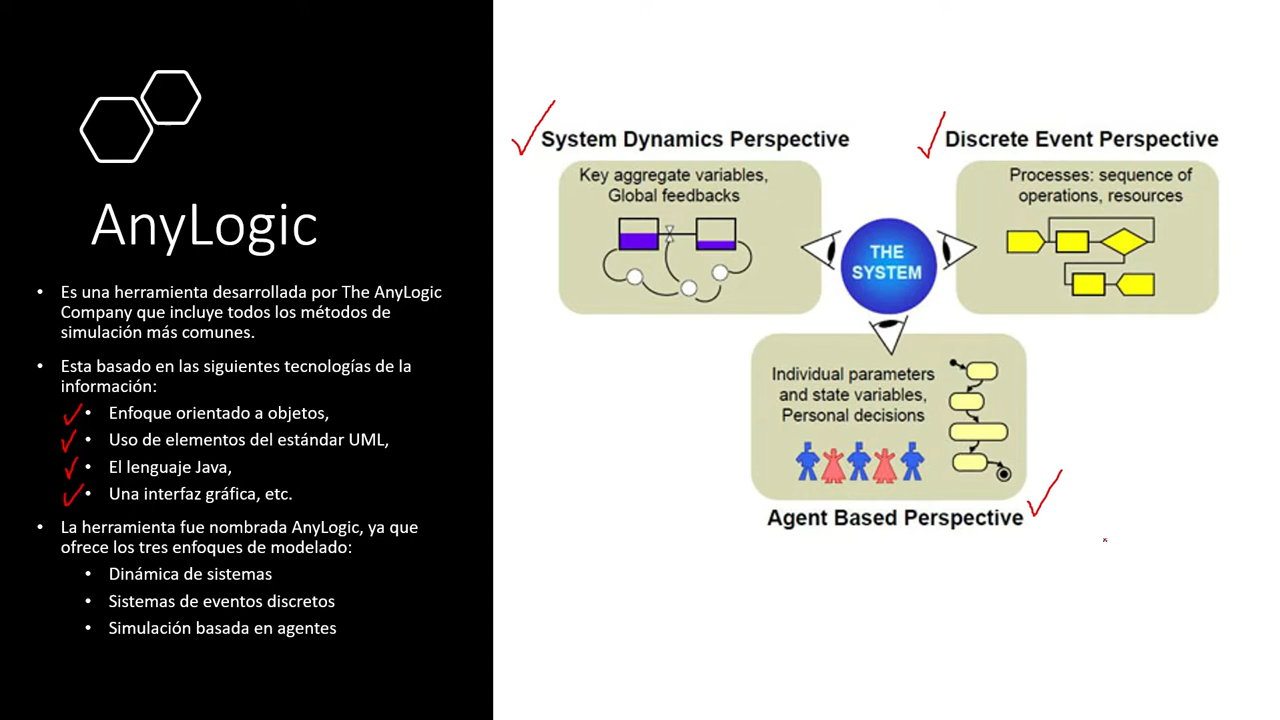 AnyLogic
• Es una herramienta desarrollada por The AnyLogic
Company que incluye todos los métodos de
simulación más comunes.
• Esta basado en las siguientes tecnologías de la
información:
• Enfoque orientado a objetos,
• Uso de elementos del estándar UML,
• El lenguaje Java,
• Una interfaz gráfica, etc.
• La herramienta fue nombrada AnyLogic, ya que
ofrece los tres enfoques de modelado:
• Dinámica de sistemas
• Sistemas de eventos discretos
• Simulación basada en agentes
System Dynamics Perspective
Key aggregate variables,
Global feedbacks
Discrete Event Perspective
Processes: sequence of
operations, resources
THE
SYSTEM
Individual parameters
and state variables,
Personal decisions
Agent Based Perspective